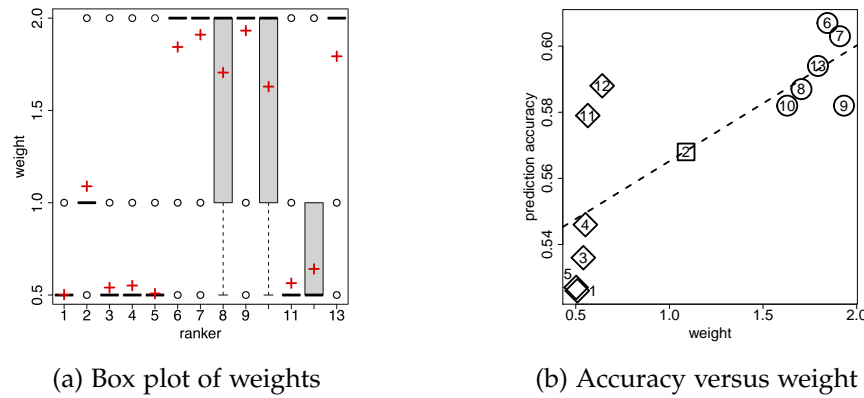 2.0
1.5
1.0
0.5
weight
1 2 3 4 5 6 7 8 9 11 13
ranker
(a) Box plot of weights
0.60
0.58
0.56
0.54
prediction accuracy
6
7
13
8
10
9
12
11
2
4
3
5
1
0.5 1.0 1.5 2.0
weight
(b) Accuracy versus weight